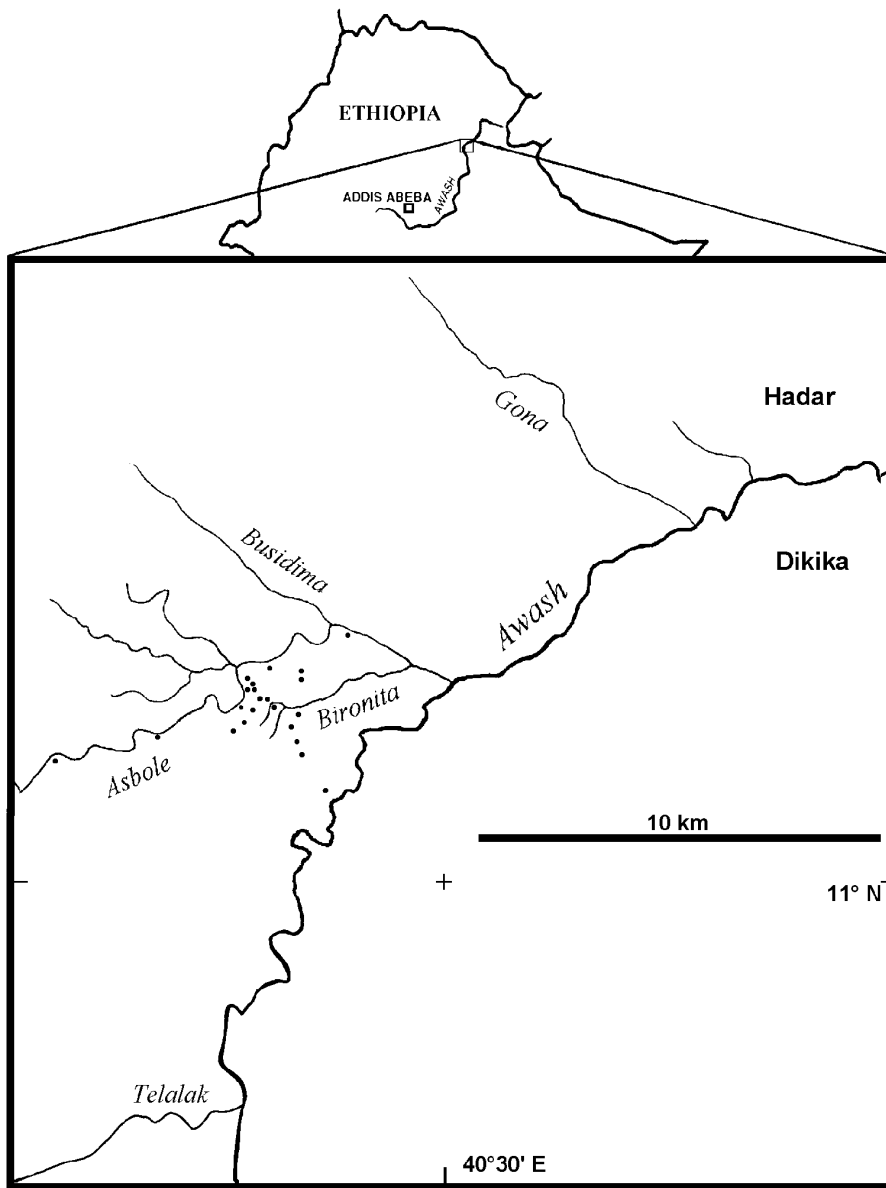 ETHIOPIA
ADDIS ABEBA
AWASH
Gona
Hadar
Busidima
Awash
Dikika
Bironita
Asbole
10 km
11° N
Telalak
40°30' E